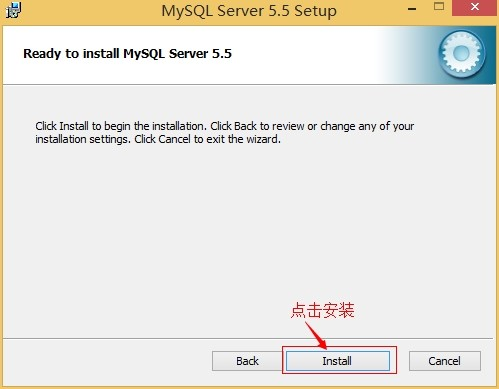 MySQL Server 5.5 Setup
Ready to install MySQL Server 5.5
Click Install to begin the installation. Click Back to review or change any of your
installation settings. Click Cancel to exit the wizard.
点击安装
Back
Install
Cancel